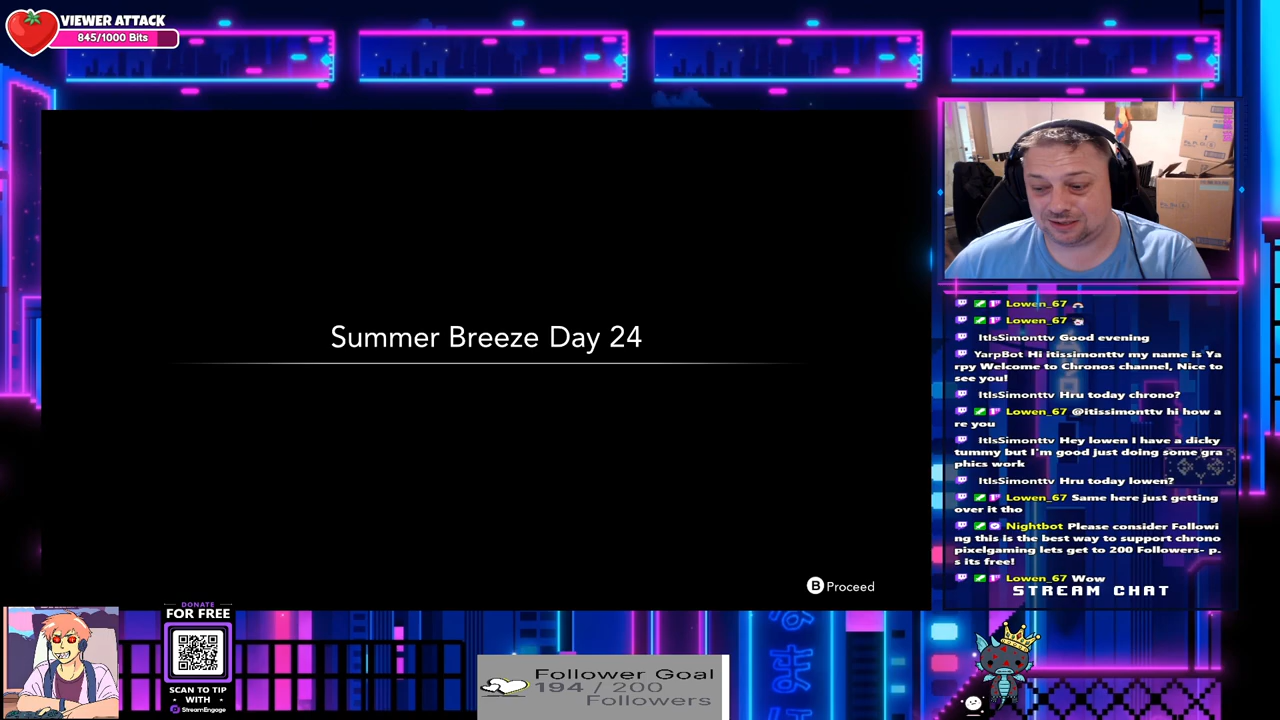 VIEWER ATTACK
845/1000 Bits
Summer Breeze Day 24
B Proceed
Lowen_67
Lowen_67
ItIsSimonttv Good evening
YarpBot Hi itissimonttv my name is Ya
rpy Welcome to Chronos channel, Nice to
see you!
ItIsSimonttv Hru today chrono?
Lowen_67 @itissimonttv hi how a
re you
ItIsSimonttv Hey lowen I have a dicky
tummy but I'm good just doing some gra
phics work
ItIsSimonttv Hru today lowen?
Lowen_67 Same here just getting
over it tho
Nightbot Please consider Followi
ng this is the best way to support chrono
pixelgaming lets get to 200 Followers- p.
s its free!
Lowen_67 Wow
STREAM CHAT
DONATE
FOR FREE
SCAN TO TIP
WITH
StreamEngage
Follower Goal
194 / 200
Followers